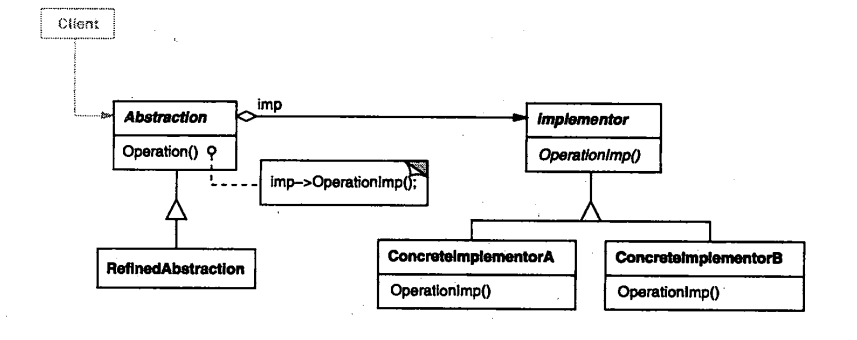 Client
Abstraction
imp
Implementor
Operation()
OperationImp()
imp->OperationImp();
RefinedAbstraction
ConcreteImplementorA
ConcreteImplementorB
OperationImp()
OperationImp()